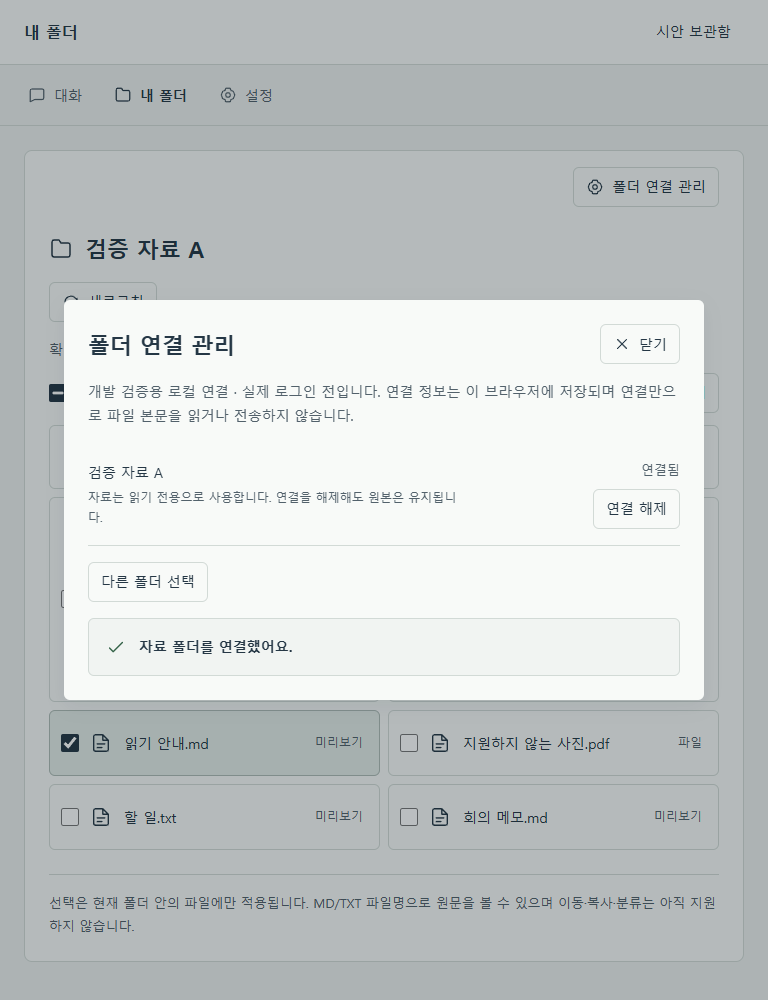 내 폴더
시안 보관함
대화
내 폴더
설정
폴더 연결 관리
검증 자료 A
확
폴더 연결 관리
닫기
개발 검증용 로컬 연결 · 실제 로그인 전입니다. 연결 정보는 이 브라우저에 저장되며 연결만으
로 파일 본문을 읽거나 전송하지 않습니다.
검증 자료 A
연결됨
자료는 읽기 전용으로 사용합니다. 연결을 해제해도 원본은 유지됩니
다.
연결 해제
다른 폴더 선택
자료 폴더를 연결했어요.
읽기 안내.md
미리보기
지원하지 않는 사진.pdf
파일
할 일.txt
미리보기
회의 메모.md
미리보기
선택은 현재 폴더 안의 파일에만 적용됩니다. MD/TXT 파일명으로 원문을 볼 수 있으며 이동·복사·분류는 아직 지원
하지 않습니다.